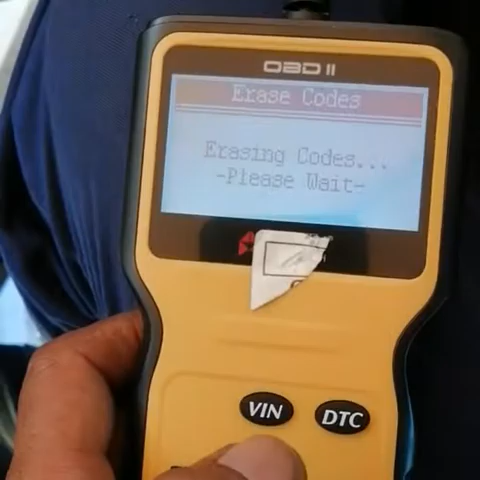 OBD II
Erase Codes
Erasing Codes...
-Please Wait-
VIN
DTC